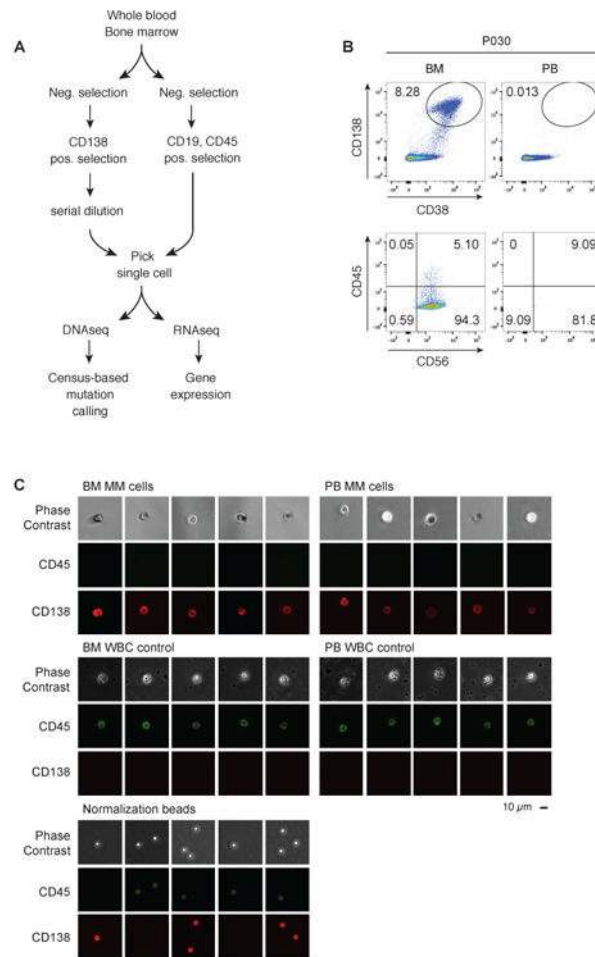 A
Whole blood
Bone marrow
Neg. selection
Neg. selection
CD138
pos. selection
CD19, CD45
pos. selection
serial dilution
Pick
single cell
DNAseq
RNAseq
Census-based
mutation
calling
Gene
expression
B
P030
BM
PB
8.28
0.013
CD138
CD38
0.05
5.10
0
9.09
CD45
0.59
94.3
9.09
81.8
CD56
C
BM MM cells
PB MM cells
Phase
Contrast
CD45
CD138
BM WBC control
PB WBC control
Phase
Contrast
CD45
CD138
10 µm
Normalization beads
Phase
Contrast
CD45
CD138